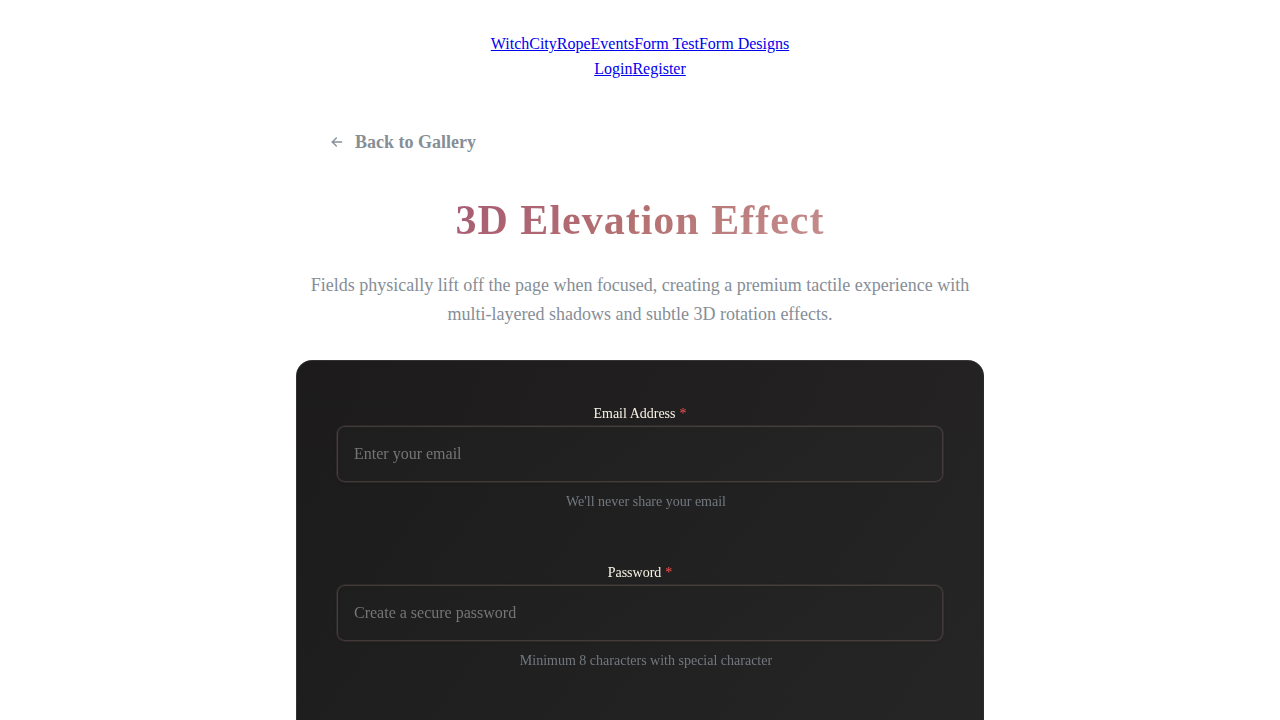 WitchCityRopeEventsForm TestForm Designs
LoginRegister
Back to Gallery
3D Elevation Effect
Fields physically lift off the page when focused, creating a premium tactile experience with
multi-layered shadows and subtle 3D rotation effects.
Email Address *
Enter your email
We'll never share your email
Password *
Create a secure password
Minimum 8 characters with special character